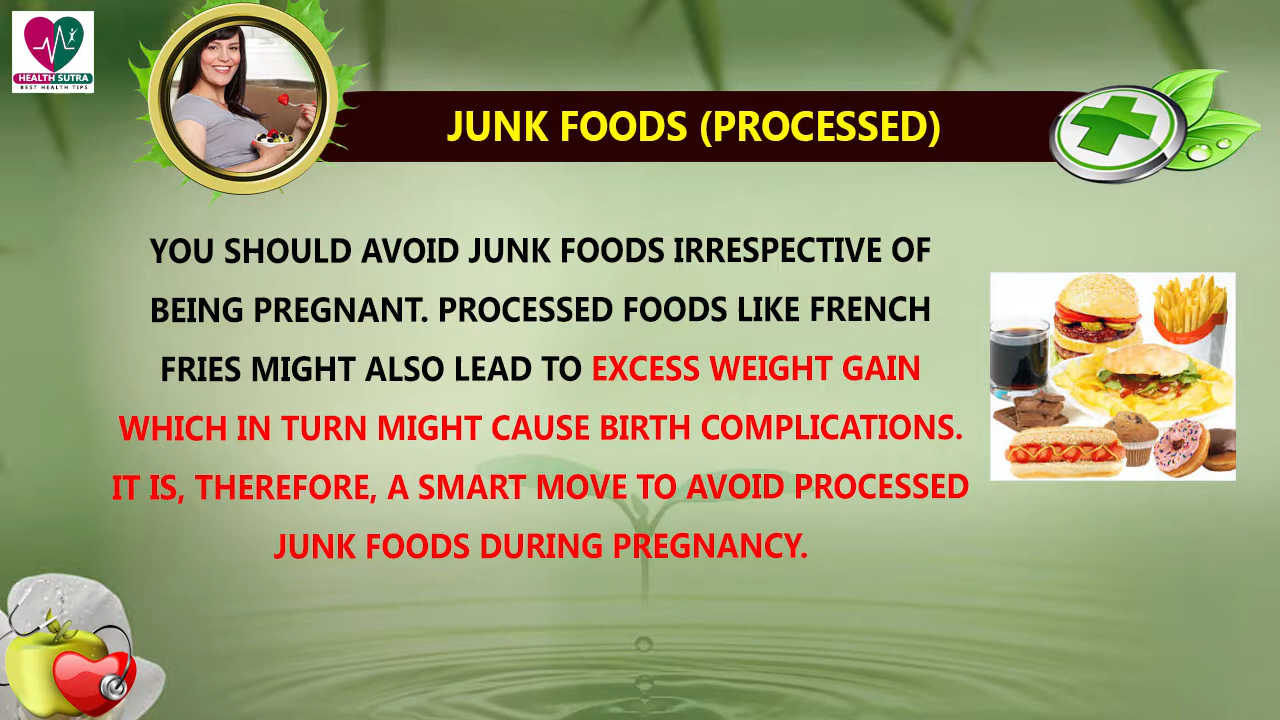 HEALTH SUTRA
BEST HEALTH TIPS
JUNK FOODS (PROCESSED)
YOU SHOULD AVOID JUNK FOODS IRRESPECTIVE OF
BEING PREGNANT. PROCESSED FOODS LIKE FRENCH
FRIES MIGHT ALSO LEAD TO EXCESS WEIGHT GAIN
WHICH IN TURN MIGHT CAUSE BIRTH COMPLICATIONS.
IT IS, THEREFORE, A SMART MOVE TO AVOID PROCESSED
JUNK FOODS DURING PREGNANCY.